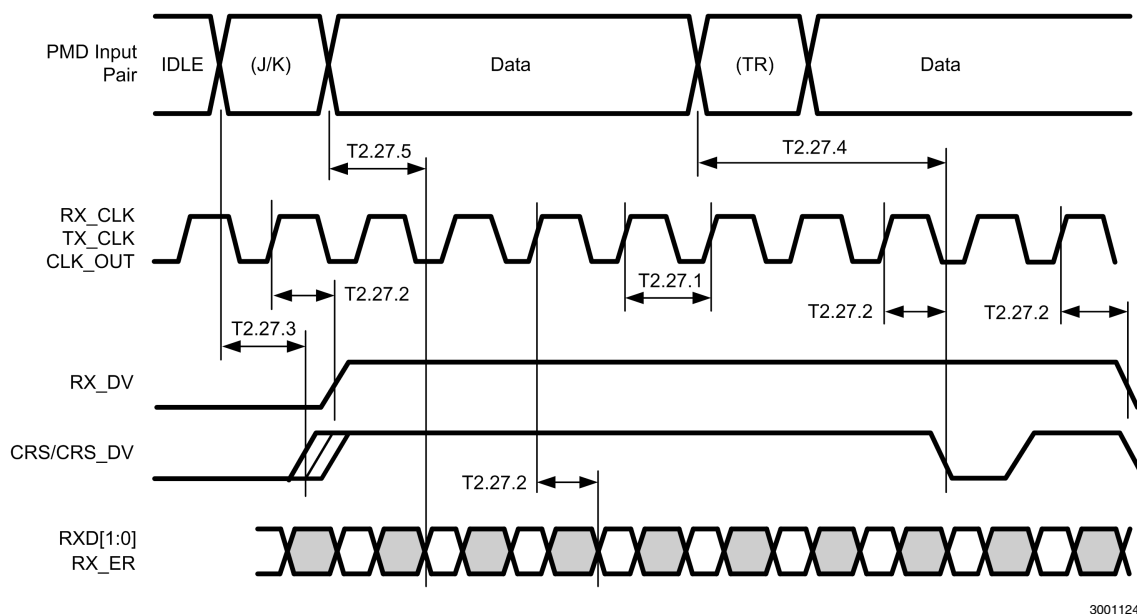 PMD Input
Pair
IDLE
(J/K)
Data
(TR)
Data
T2.27.5
T2.27.4
RX_CLK
TX_CLK
CLK_OUT
T2.27.2
T2.27.1
T2.27.2
T2.27.2
T2.27.3
RX_DV
CRS/CRS_DV
T2.27.2
RXD[1:0]
RX_ER
3001124